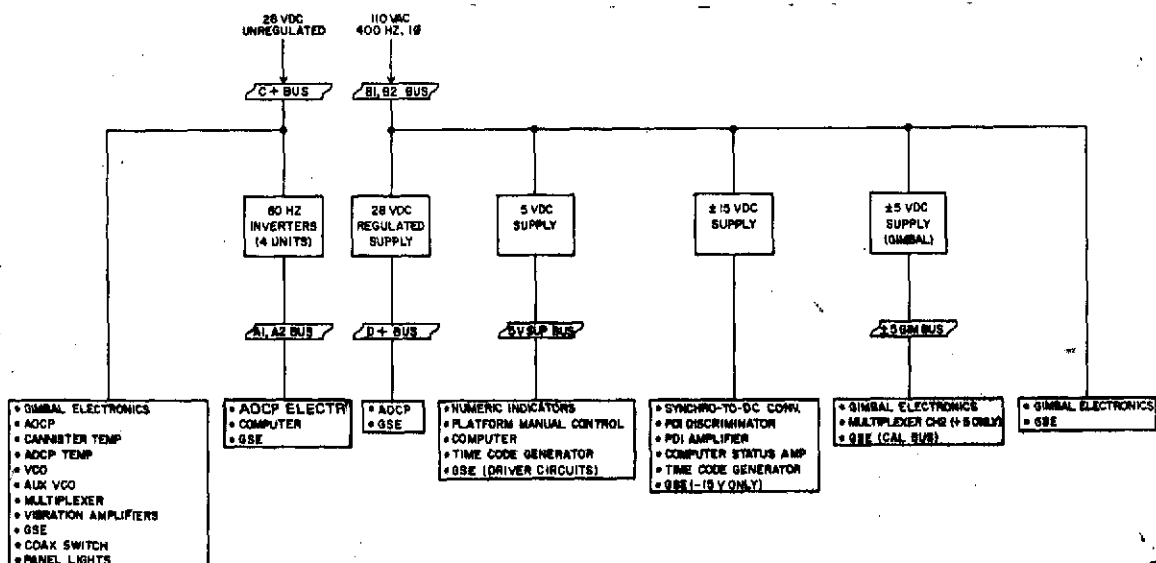 28 VDC
UNREGULATED
110 VAC
400 HZ, 1Ø
C + BUS
B1, B2 BUS
60 HZ
INVERTERS
(4 UNITS)
28 VDC
REGULATED
SUPPLY
5 VDC
SUPPLY
±15 VDC
SUPPLY
±5 VDC
SUPPLY
(GIMBAL)
A1, A2 BUS
D + BUS
5V SUP BUS
±5 GIM BUS
• GIMBAL ELECTRONICS
• AOCP
• CANNISTER TEMP
• AOCP TEMP
• VCO
• AUX VCO
• MULTIPLEXER
• VIBRATION AMPLIFIERS
• GSE
• COAX SWITCH
• PANEL LIGHTS
• AOCP ELECTR
• COMPUTER
• GSE
• AOCP
• GSE
• NUMERIC INDICATORS
• PLATFORM MANUAL CONTROL
• COMPUTER
• TIME CODE GENERATOR
• GSE (DRIVER CIRCUITS)
• SYNCHRO-TO-DC CONV.
• PDI DISCRIMINATOR
• PDI AMPLIFIER
• COMPUTER STATUS AMP
• TIME CODE GENERATOR
• GSE (-15 V ONLY)
• GIMBAL ELECTRONICS
• MULTIPLEXER CH2 (+5 ONLY)
• GSE (CAL BUS)
• GIMBAL ELECTRONICS
• GSE